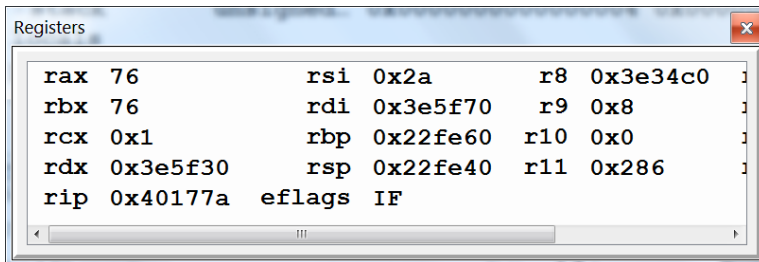 Registers
rax 76 rsi 0x2a r8 0x3e34c0
rbx 76 rdi 0x3e5f70 r9 0x8
rcx 0x1 rbp 0x22fe60 r10 0x0
rdx 0x3e5f30 rsp 0x22fe40 r11 0x286
rip 0x40177a eflags IF